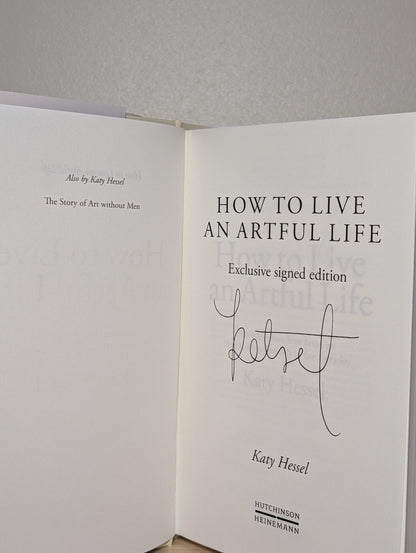 Also by Katy Hessel
The Story of Art without Men
HOW TO LIVE
AN ARTFUL LIFE
Exclusive signed edition
Katy Hessel
HUTCHINSON
HEINEMANN